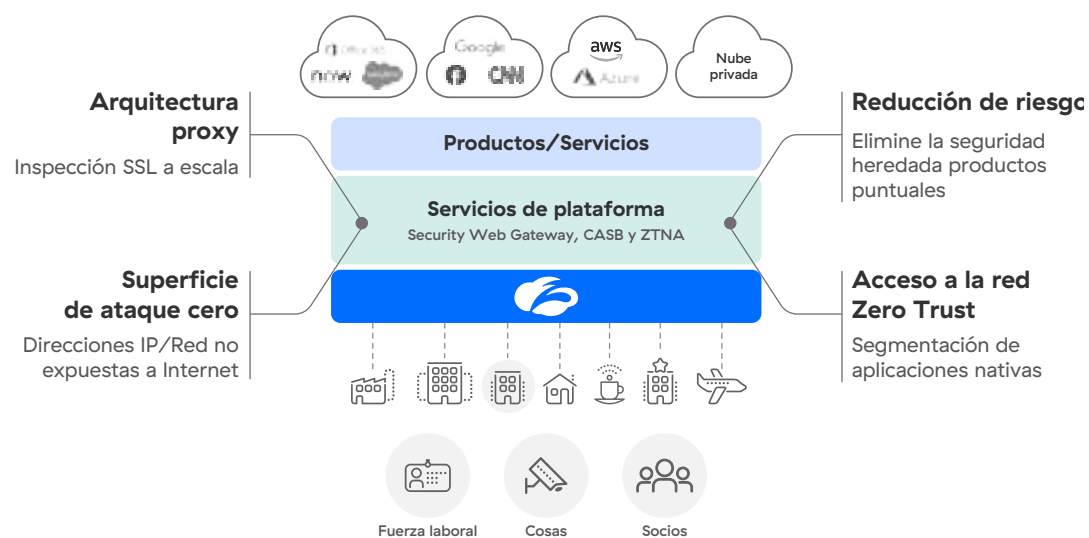 Office 365
Google
aws
now
CNN
Azure
Nube
privada
Arquitectura
proxy
Inspección SSL a escala
Reducción de riesgo
Elimine la seguridad
heredada productos
puntuales
Productos/Servicios
Servicios de plataforma
Security Web Gateway, CASB y ZTNA
Superficie
de ataque cero
Direcciones IP/Red no
expuestas a Internet
Acceso a la red
Zero Trust
Segmentación de
aplicaciones nativas
Fuerza laboral
Cosas
Socios